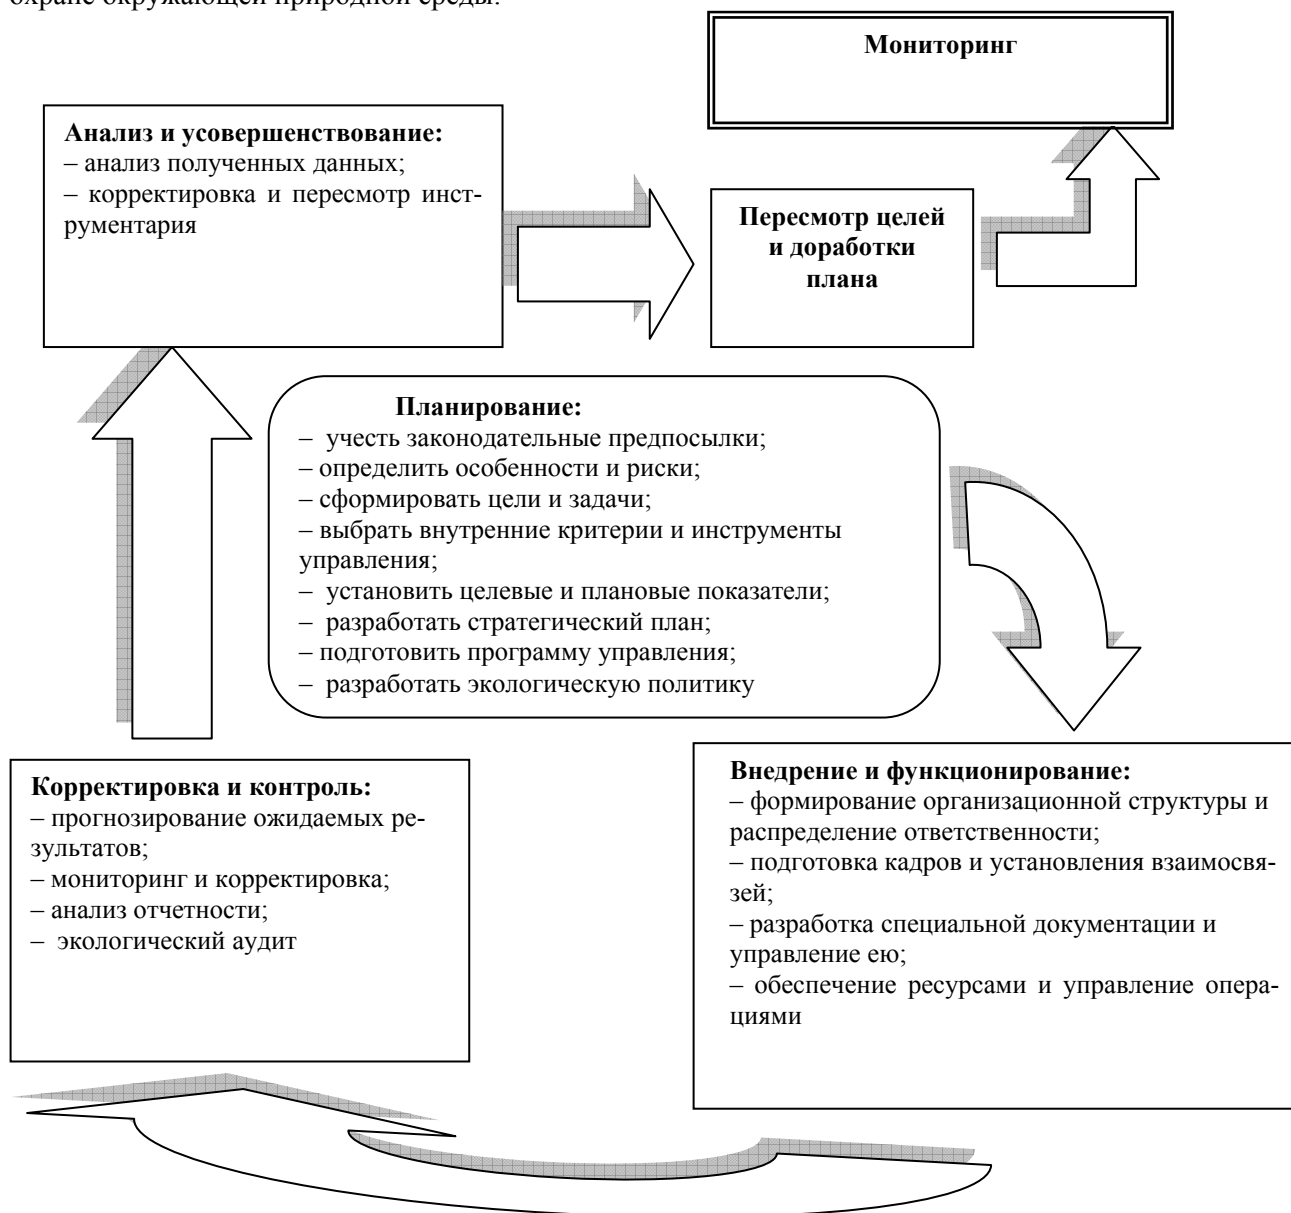 охране окружающей природной среды.
Мониторинг
Анализ и усовершенствование:
– анализ полученных данных;
– корректировка и пересмотр инст-
рументария
Пересмотр целей
и доработки
плана
Планирование:
– учесть законодательные предпосылки;
– определить особенности и риски;
– сформировать цели и задачи;
– выбрать внутренние критерии и инструменты
управления;
– установить целевые и плановые показатели;
– разработать стратегический план;
– подготовить программу управления;
– разработать экологическую политику
Корректировка и контроль:
– прогнозирование ожидаемых ре-
зультатов;
– мониторинг и корректировка;
– анализ отчетности;
– экологический аудит
Внедрение и функционирование:
– формирование организационной структуры и
распределение ответственности;
– подготовка кадров и установления взаимосвя-
зей;
– разработка специальной документации и
управление ею;
– обеспечение ресурсами и управление опера-
циями